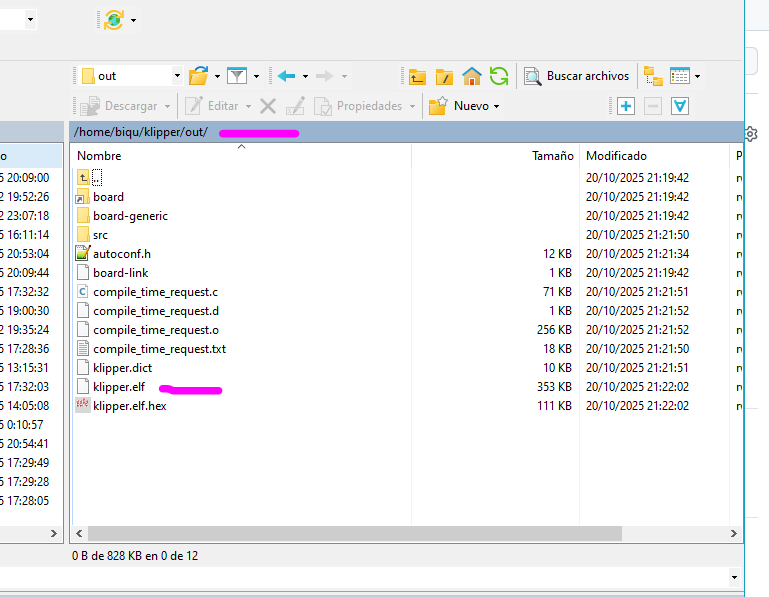 out
Buscar archivos
Descargar
Editar
Propiedades
Nuevo
/home/biqu/klipper/out/
o
Nombre Tamaño Modificado P
5 20:09:00 .. 20/10/2025 21:19:42
2 19:52:26 board 20/10/2025 21:19:42
2 23:07:18 board-generic 20/10/2025 21:19:42
5 16:11:14 src 20/10/2025 21:21:50
5 20:53:04 autoconf.h 12 KB 20/10/2025 21:21:34
5 20:09:44 board-link 1 KB 20/10/2025 21:19:42
5 17:32:32 compile_time_request.c 71 KB 20/10/2025 21:21:51
5 19:00:30 compile_time_request.d 1 KB 20/10/2025 21:21:52
2 19:35:24 compile_time_request.o 256 KB 20/10/2025 21:21:52
5 17:28:36 compile_time_request.txt 18 KB 20/10/2025 21:21:50
5 13:15:31 klipper.dict 10 KB 20/10/2025 21:21:51
5 17:32:03 klipper.elf 353 KB 20/10/2025 21:22:02
5 14:05:08 klipper.elf.hex 111 KB 20/10/2025 21:22:02
5 0:10:57
5 20:54:41
5 17:29:49
5 17:29:28
5 17:28:05
0 B de 828 KB en 0 de 12